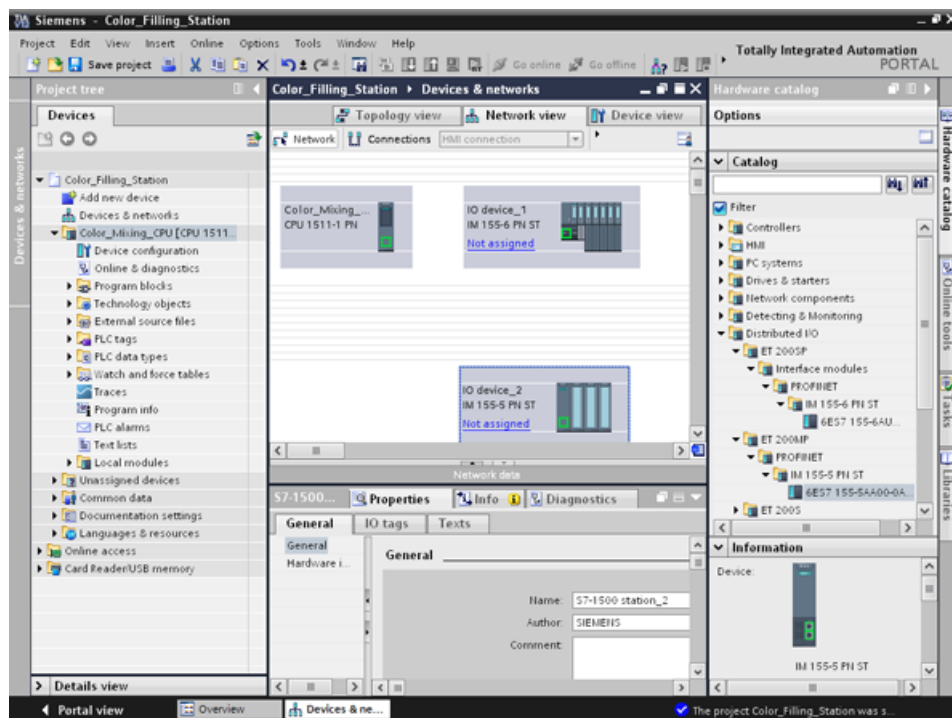 Siemens - Color_Filling_Station
Project Edit View Insert Online Options Tools Window Help
Totally Integrated Automation
PORTAL
Save project
Go online
Go offline
Project tree
Devices
Devices & networks
Color_Filling_Station
Add new device
Devices & networks
Color_Mixing_CPU [CPU 1511...
Device configuration
Online & diagnostics
Program blocks
Technology objects
External source files
PLC tags
PLC data types
Watch and force tables
Traces
Program info
PLC alarms
Text lists
Local modules
Unassigned devices
Common data
Documentation settings
Languages & resources
Online access
Card Reader/USB memory
Details view
Color_Filling_Station Devices & networks
Topology view Network view Device view
Network Connections HMI connection
Color_Mixing_...
CPU 1511-1 PN
IO device_1
IM 155-6 PN ST
Not assigned
IO device_2
IM 155-5 PN ST
Not assigned
Network data
S7-1500... Properties Info Diagnostics
General IO tags Texts
General
Hardware i...
General
Name: S7-1500 station_2
Author: SIEMENS
Comment:
Hardware catalog
Options
Catalog
Filter
Controllers
HMI
PC systems
Drives & starters
Network components
Detecting & Monitoring
Distributed I/O
ET 200SP
Interface modules
PROFINET
IM 155-6 PN ST
6ES7 155-6AU...
ET 200MP
PROFINET
IM 155-5 PN ST
6ES7 155-5AA00-0A...
ET 200S
Information
Device:
IM 155-5 PN ST
Hardware catalog
Online tools
Tasks
Libraries
Portal view Overview Devices & ne... The project Color_Filling_Station was s...